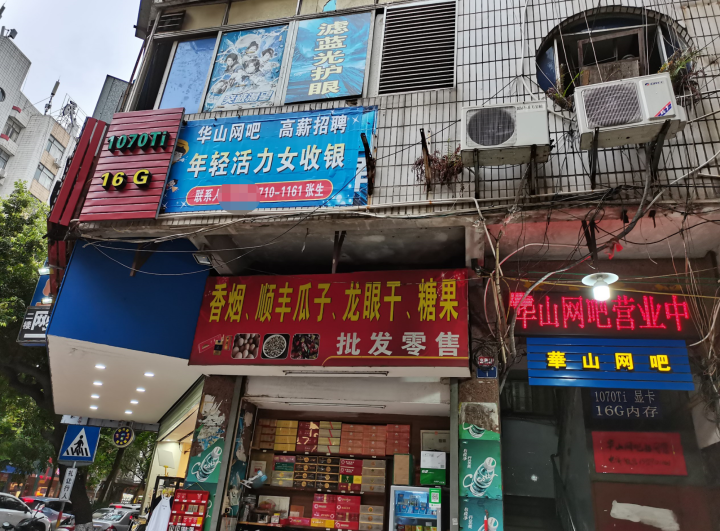 滤蓝光护眼
1070Ti
16G
华山网吧 高薪招聘
年轻活力女收银
联系人 710-1161 张生
香烟、顺丰瓜子、龙眼干、糖果
批发零售
華山网吧营业中
華山网吧
1070Ti 显卡
16G内存
网